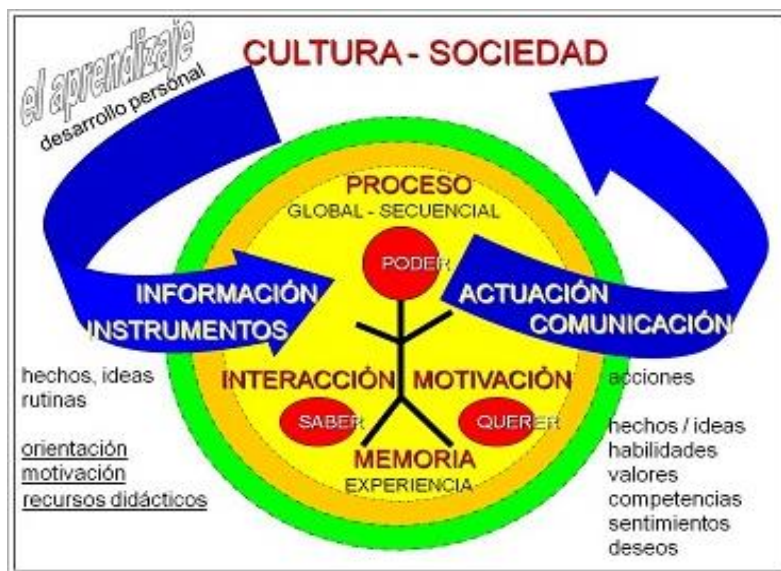 el aprendizaje
desarrollo personal
CULTURA - SOCIEDAD
PROCESO
GLOBAL - SECUENCIAL
PODER
INFORMACIÓN
INSTRUMENTOS
ACTUACIÓN
COMUNICACIÓN
hechos, ideas
rutinas
orientación
motivación
recursos didácticos
INTERACCIÓN
MOTIVACIÓN
SABER
QUERER
MEMORIA
EXPERIENCIA
acciones
hechos / ideas
habilidades
valores
competencias
sentimientos
deseos